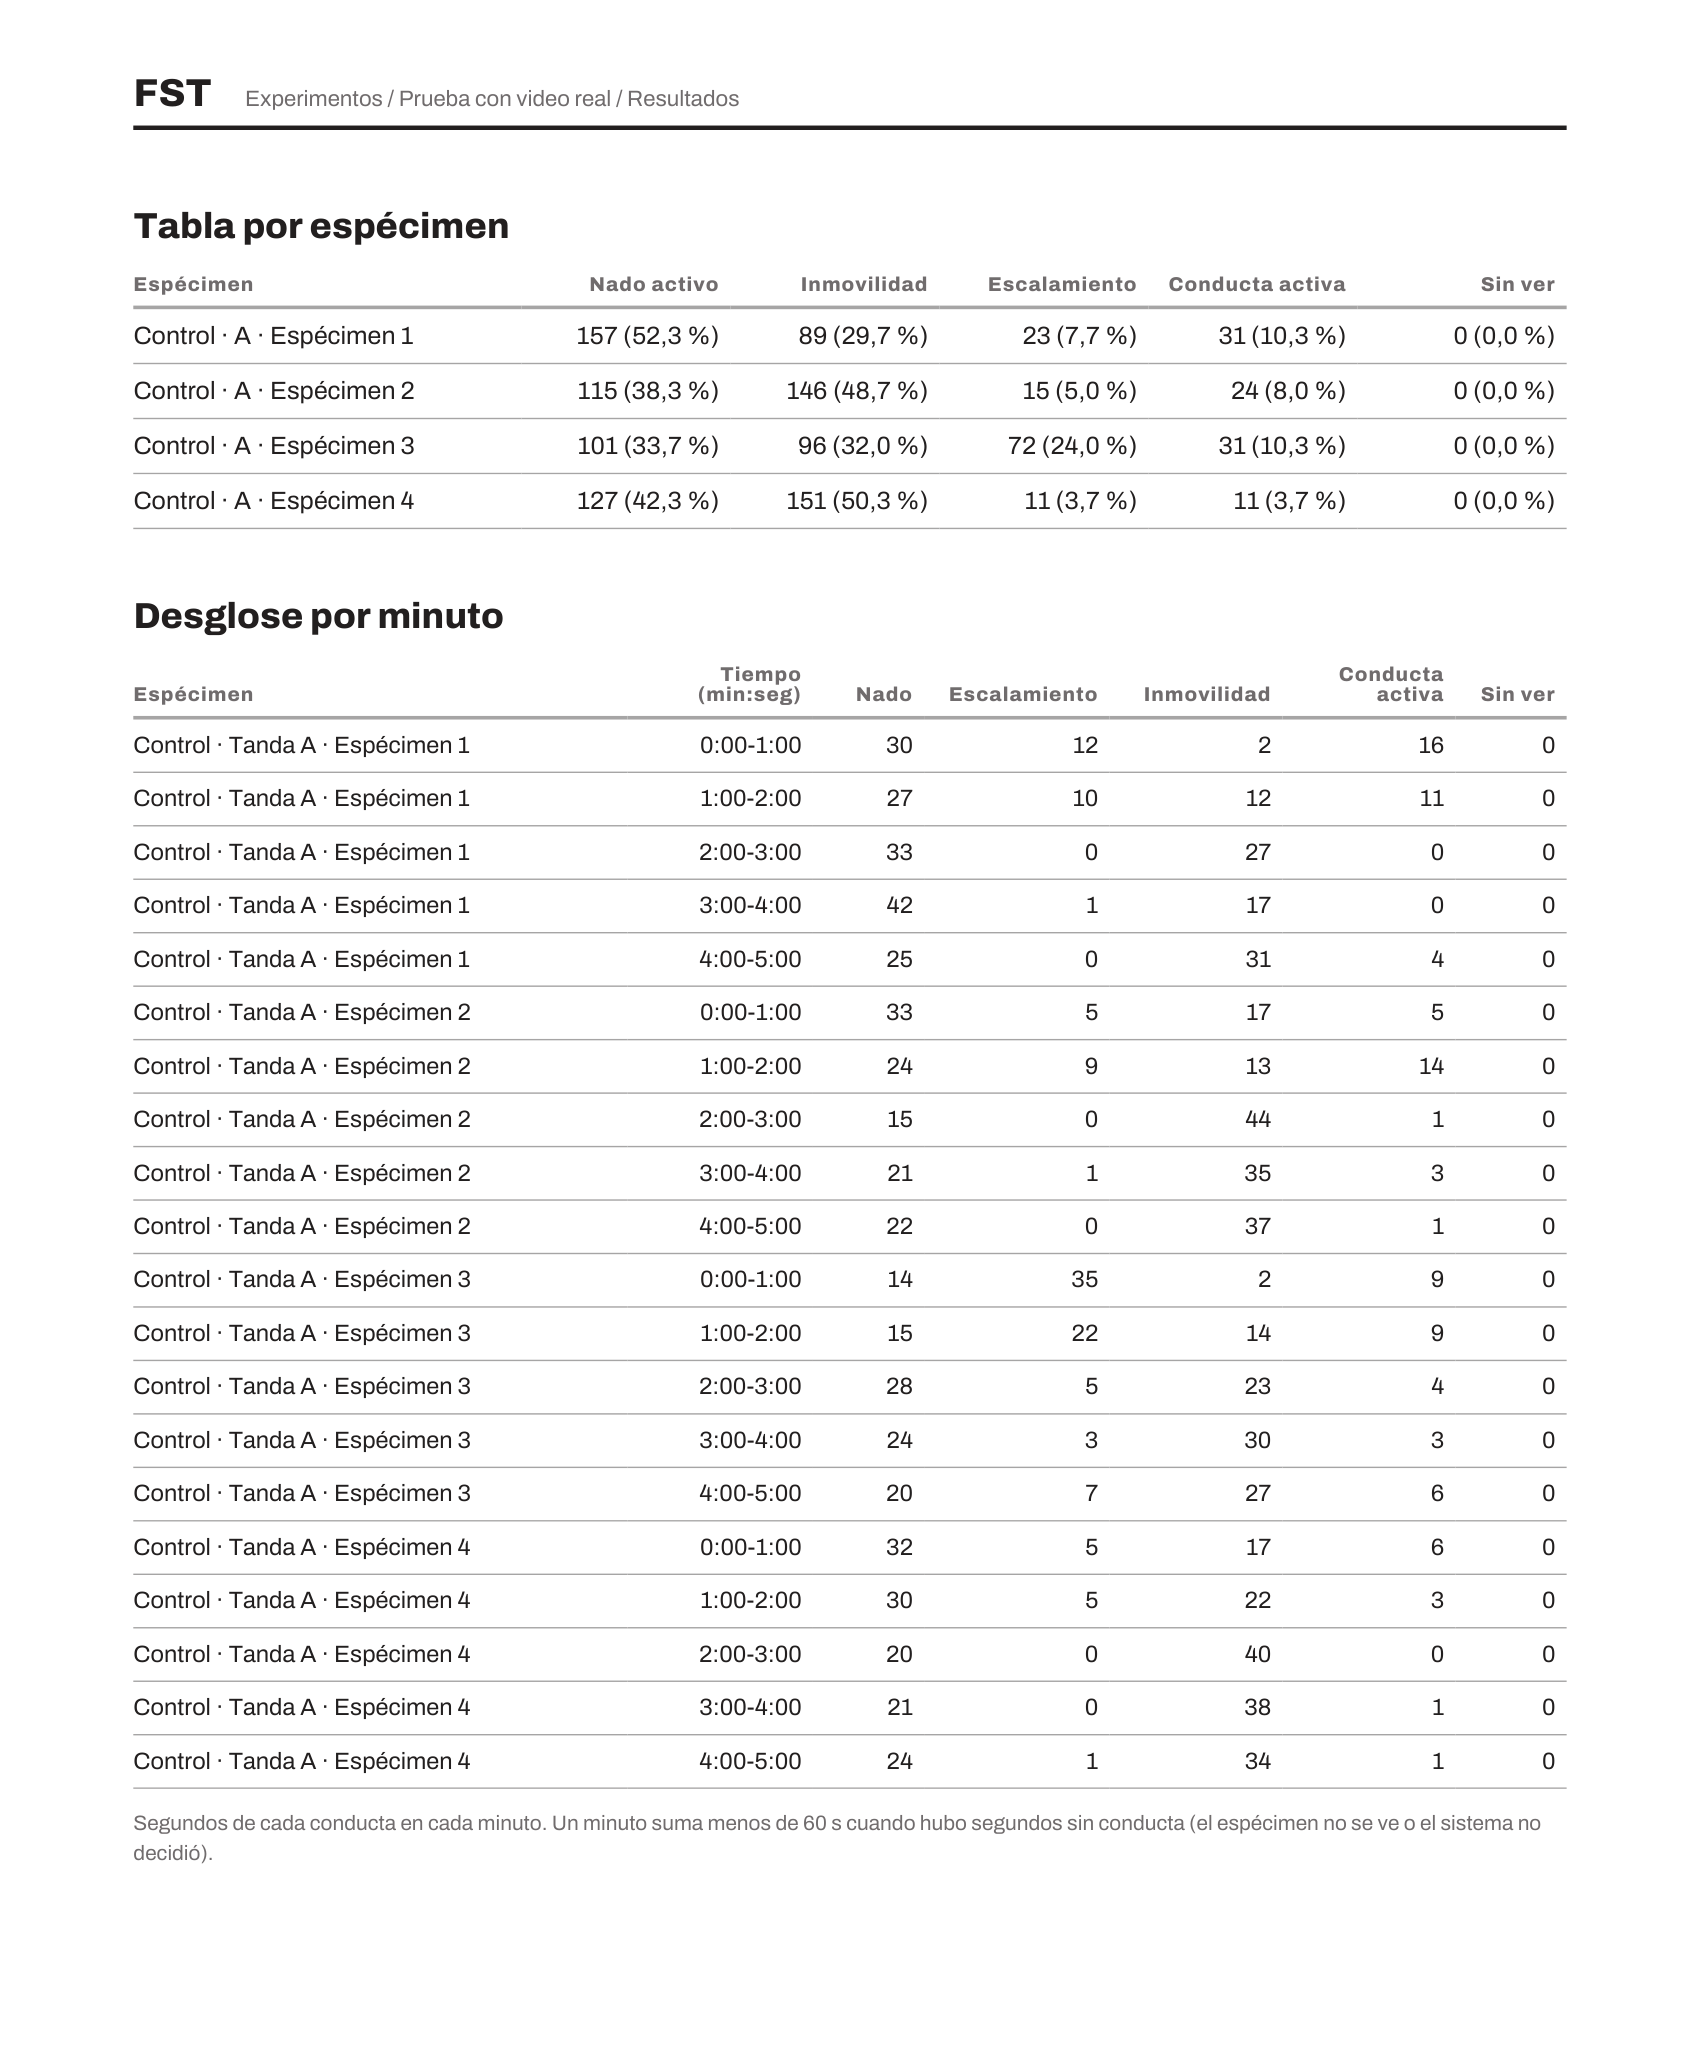 FST Experimentos / Prueba con video real / Resultados
Tabla por espécimen
Espécimen Nado activo Inmovilidad Escalamiento Conducta activa Sin ver
Control · A · Espécimen 1 157 (52,3 %) 89 (29,7 %) 23 (7,7 %) 31 (10,3 %) 0 (0,0 %)
Control · A · Espécimen 2 115 (38,3 %) 146 (48,7 %) 15 (5,0 %) 24 (8,0 %) 0 (0,0 %)
Control · A · Espécimen 3 101 (33,7 %) 96 (32,0 %) 72 (24,0 %) 31 (10,3 %) 0 (0,0 %)
Control · A · Espécimen 4 127 (42,3 %) 151 (50,3 %) 11 (3,7 %) 11 (3,7 %) 0 (0,0 %)
Desglose por minuto
Espécimen Tiempo (min:seg) Nado Escalamiento Inmovilidad Conducta activa Sin ver
Control · Tanda A · Espécimen 1 0:00-1:00 30 12 2 16 0
Control · Tanda A · Espécimen 1 1:00-2:00 27 10 12 11 0
Control · Tanda A · Espécimen 1 2:00-3:00 33 0 27 0 0
Control · Tanda A · Espécimen 1 3:00-4:00 42 1 17 0 0
Control · Tanda A · Espécimen 1 4:00-5:00 25 0 31 4 0
Control · Tanda A · Espécimen 2 0:00-1:00 33 5 17 5 0
Control · Tanda A · Espécimen 2 1:00-2:00 24 9 13 14 0
Control · Tanda A · Espécimen 2 2:00-3:00 15 0 44 1 0
Control · Tanda A · Espécimen 2 3:00-4:00 21 1 35 3 0
Control · Tanda A · Espécimen 2 4:00-5:00 22 0 37 1 0
Control · Tanda A · Espécimen 3 0:00-1:00 14 35 2 9 0
Control · Tanda A · Espécimen 3 1:00-2:00 15 22 14 9 0
Control · Tanda A · Espécimen 3 2:00-3:00 28 5 23 4 0
Control · Tanda A · Espécimen 3 3:00-4:00 24 3 30 3 0
Control · Tanda A · Espécimen 3 4:00-5:00 20 7 27 6 0
Control · Tanda A · Espécimen 4 0:00-1:00 32 5 17 6 0
Control · Tanda A · Espécimen 4 1:00-2:00 30 5 22 3 0
Control · Tanda A · Espécimen 4 2:00-3:00 20 0 40 0 0
Control · Tanda A · Espécimen 4 3:00-4:00 21 0 38 1 0
Control · Tanda A · Espécimen 4 4:00-5:00 24 1 34 1 0
Segundos de cada conducta en cada minuto. Un minuto suma menos de 60 s cuando hubo segundos sin conducta (el espécimen no se ve o el sistema no
decidió).